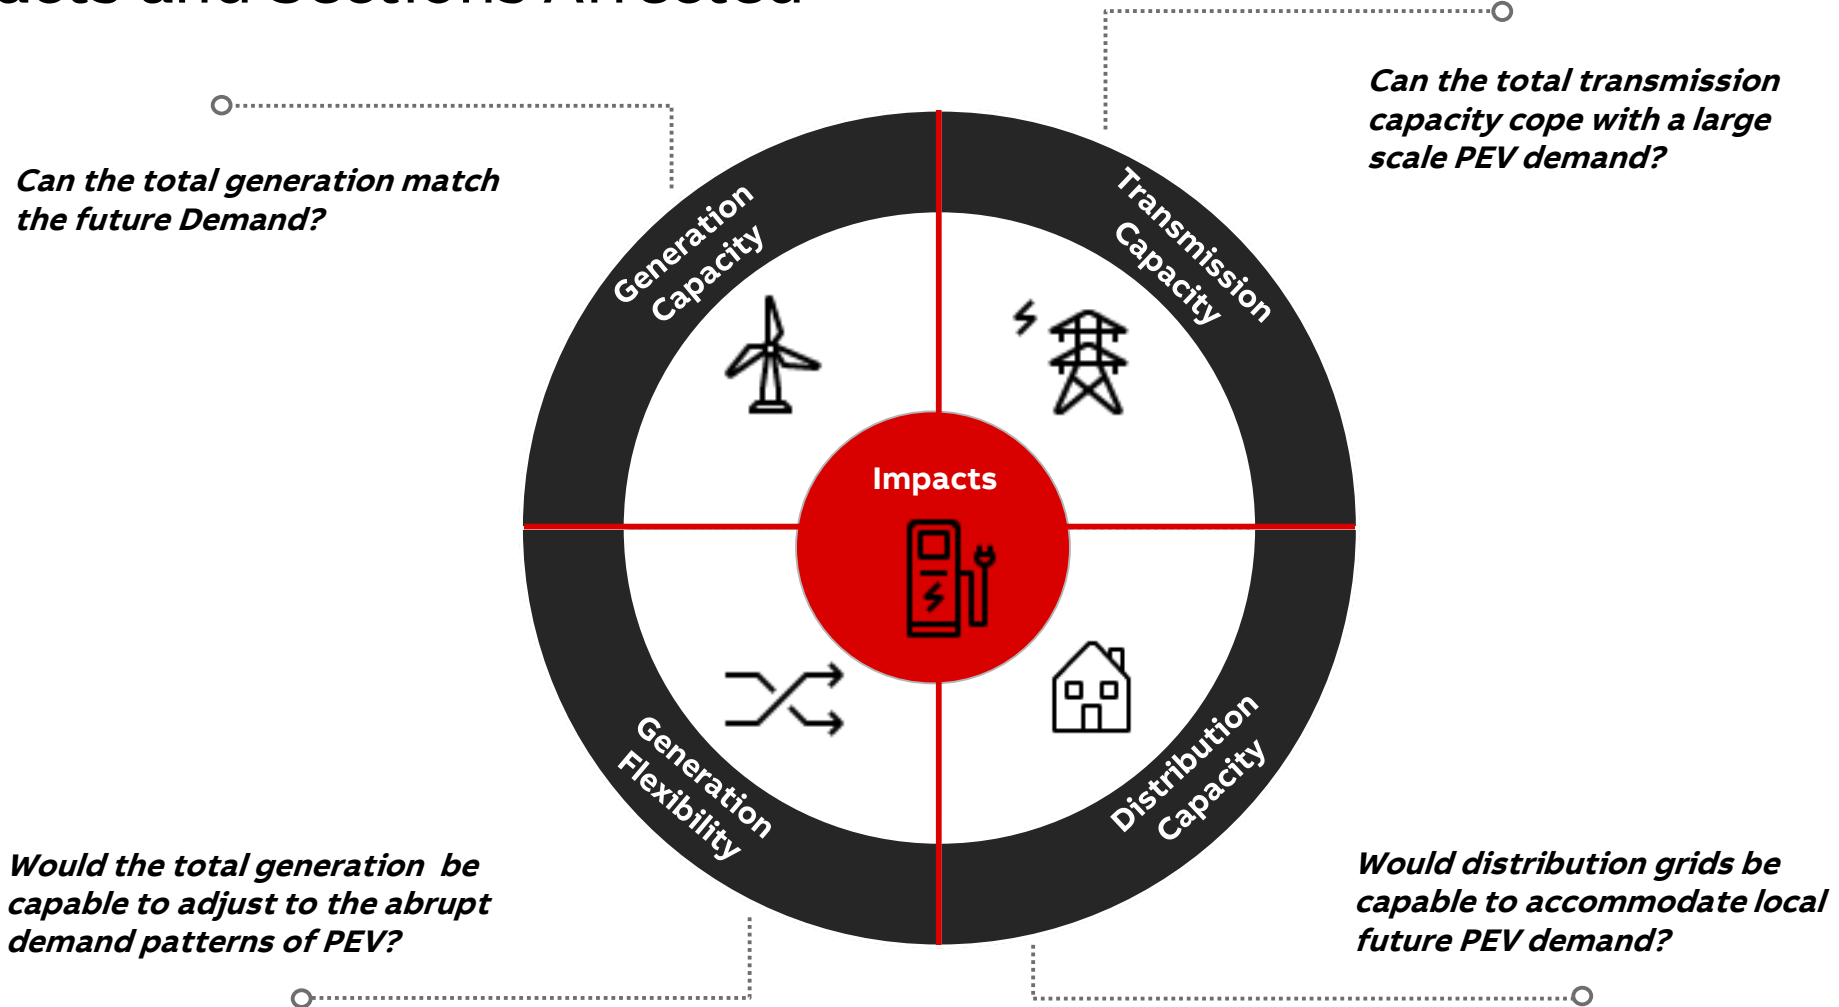 and Sections
Can the total transmission
capacity cope with a large
scale PEV demand?
Can the total generation match
the future Demand?
Generation
Capacity
Transmission
Capacity
Impacts
Generation
Flexibility
Distribution
Capacity
Would the total generation  be
capable to adjust to the abrupt
demand patterns of PEV?
Would distribution grids be
capable to accommodate local
future PEV demand?